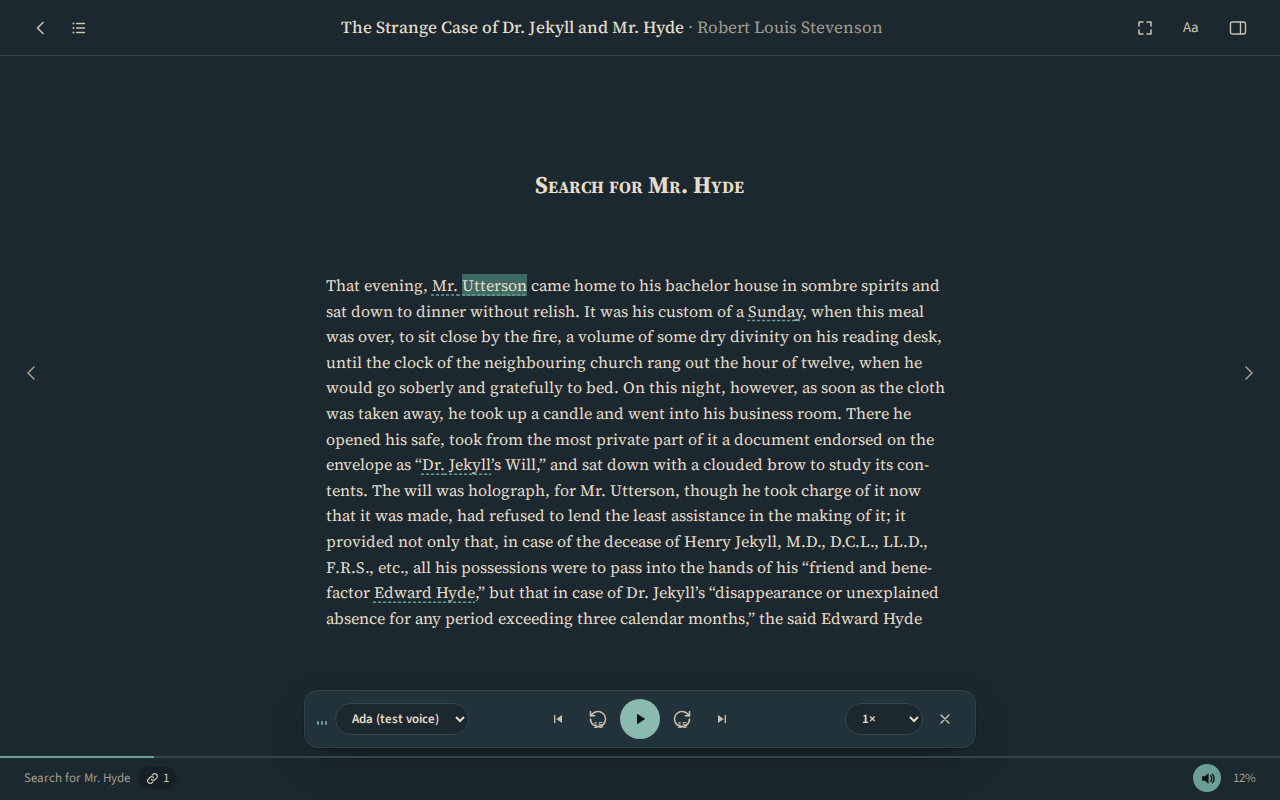 The Strange Case of Dr. Jekyll and Mr. Hyde · Robert Louis Stevenson
Aa
Search for Mr. Hyde
That evening, Mr. Utterson came home to his bachelor house in sombre spirits and
sat down to dinner without relish. It was his custom of a Sunday, when this meal
was over, to sit close by the fire, a volume of some dry divinity on his reading desk,
until the clock of the neighbouring church rang out the hour of twelve, when he
would go soberly and gratefully to bed. On this night, however, as soon as the cloth
was taken away, he took up a candle and went into his business room. There he
opened his safe, took from the most private part of it a document endorsed on the
envelope as “Dr. Jekyll’s Will,” and sat down with a clouded brow to study its con-
tents. The will was holograph, for Mr. Utterson, though he took charge of it now
that it was made, had refused to lend the least assistance in the making of it; it
provided not only that, in case of the decease of Henry Jekyll, M.D., D.C.L., LL.D.,
F.R.S., etc., all his possessions were to pass into the hands of his “friend and bene-
factor Edward Hyde,” but that in case of Dr. Jekyll’s “disappearance or unexplained
absence for any period exceeding three calendar months,” the said Edward Hyde
Ada (test voice) 15 15 1×
Search for Mr. Hyde 1 12%